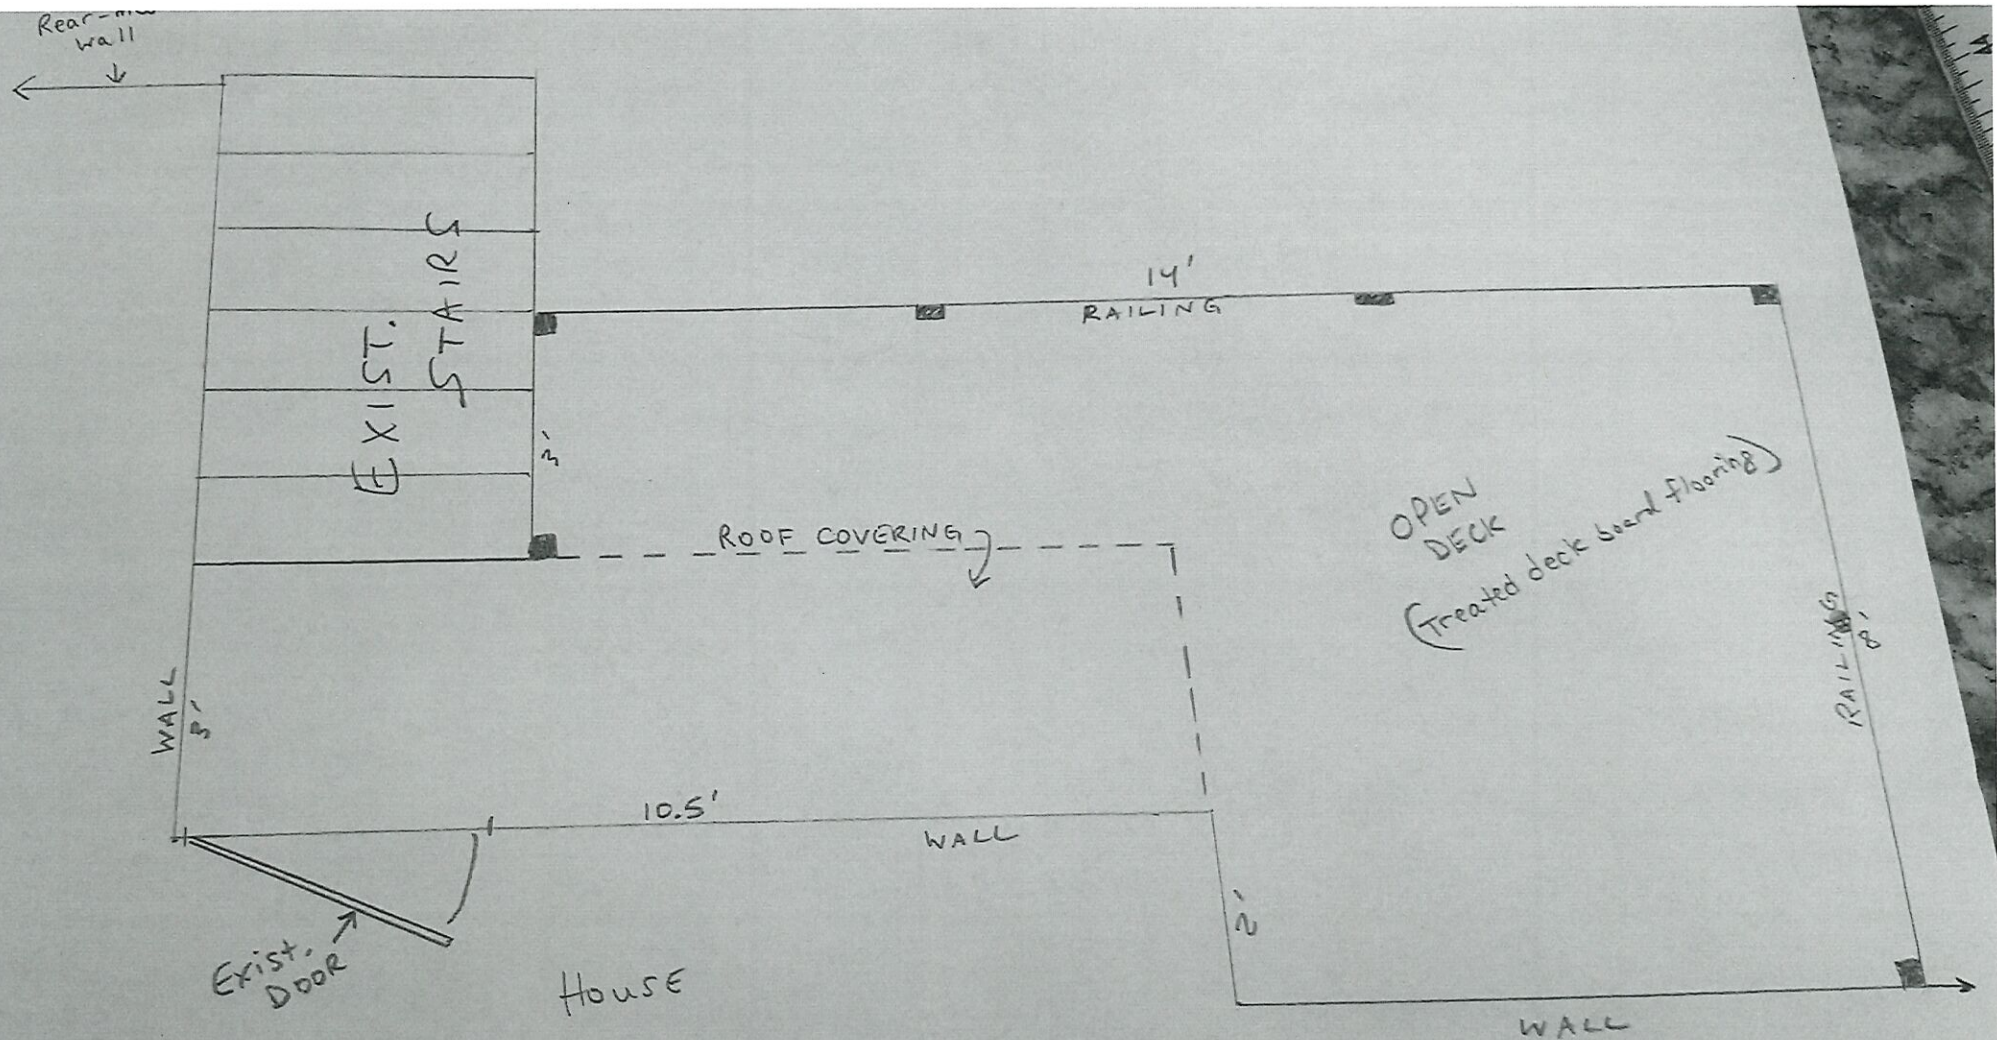 Rear-
wall
EXIST.
STAIRS
14'
RAILING
3'
ROOF COVERING
OPEN
DECK
(Treated deck board flooring)
RAILING
8'
WALL
3'
10.5'
WALL
2'
Exist.
DOOR
HOUSE
WALL